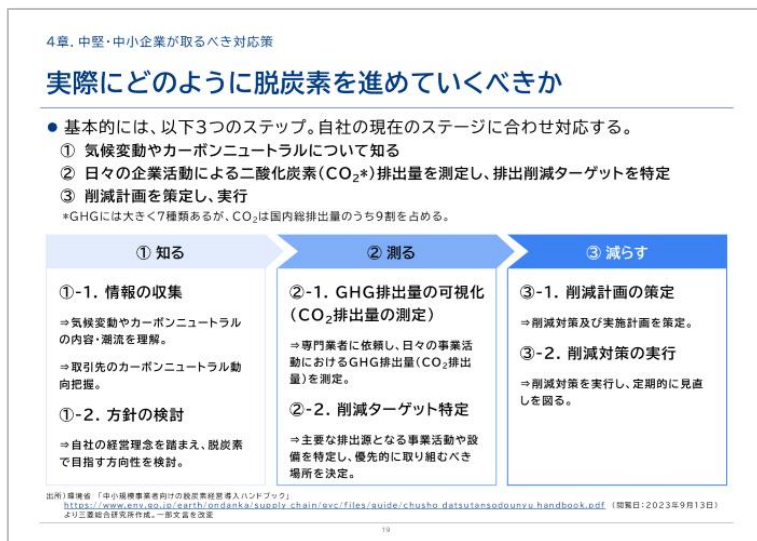 4章. 中堅・中小企業が取るべき対応策
実際にどのように脱炭素を進めていくべきか
● 基本的には、以下3つのステップ。自社の現在のステージに合わせ対応する。
① 気候変動やカーボンニュートラルについて知る
② 日々の企業活動による二酸化炭素(CO₂*)排出量を測定し、排出削減ターゲットを特定
③ 削減計画を策定し、実行
*GHGには大きく7種類あるが、CO₂は国内総排出量のうち9割を占める。
① 知る
①-1. 情報の収集
⇒気候変動やカーボンニュートラル
の内容・潮流を理解。
⇒取引先のカーボンニュートラル動
向把握。
①-2. 方針の検討
⇒自社の経営理念を踏まえ、脱炭素
で目指す方向性を検討。
② 測る
②-1. GHG排出量の可視化
(CO₂排出量の測定)
⇒専門業者に依頼し、日々の事業活
動におけるGHG排出量(CO₂排出
量)を測定。
②-2. 削減ターゲット特定
⇒主要な排出源となる事業活動や設
備を特定し、優先的に取り組むべき
場所を決定。
③ 減らす
③-1. 削減計画の策定
⇒削減対策及び実施計画を策定。
③-2. 削減対策の実行
⇒削減対策を実行し、定期的に見直
しを図る。
出所)環境省 「中小規模事業者向けの脱炭素経営導入ハンドブック」
https://www.env.go.jp/earth/ondanka/supply_chain/gvc/files/guide/chusho_datsutansodounyu_handbook.pdf (閲覧日:2023年9月13日)
より三菱総合研究所作成。一部文言を改変
19